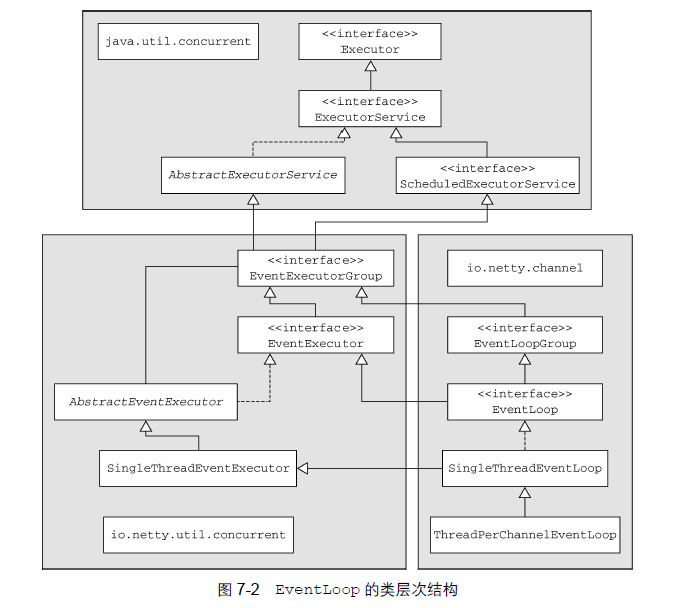 java.util.concurrent
<<interface>>
Executor
<<interface>>
ExecutorService
AbstractExecutorService
<<interface>>
ScheduledExecutorService
<<interface>>
EventExecutorGroup
io.netty.channel
<<interface>>
EventExecutor
<<interface>>
EventLoopGroup
AbstractEventExecutor
<<interface>>
EventLoop
SingleThreadEventExecutor
SingleThreadEventLoop
io.netty.util.concurrent
ThreadPerChannelEventLoop
图 7-2 EventLoop 的类层次结构